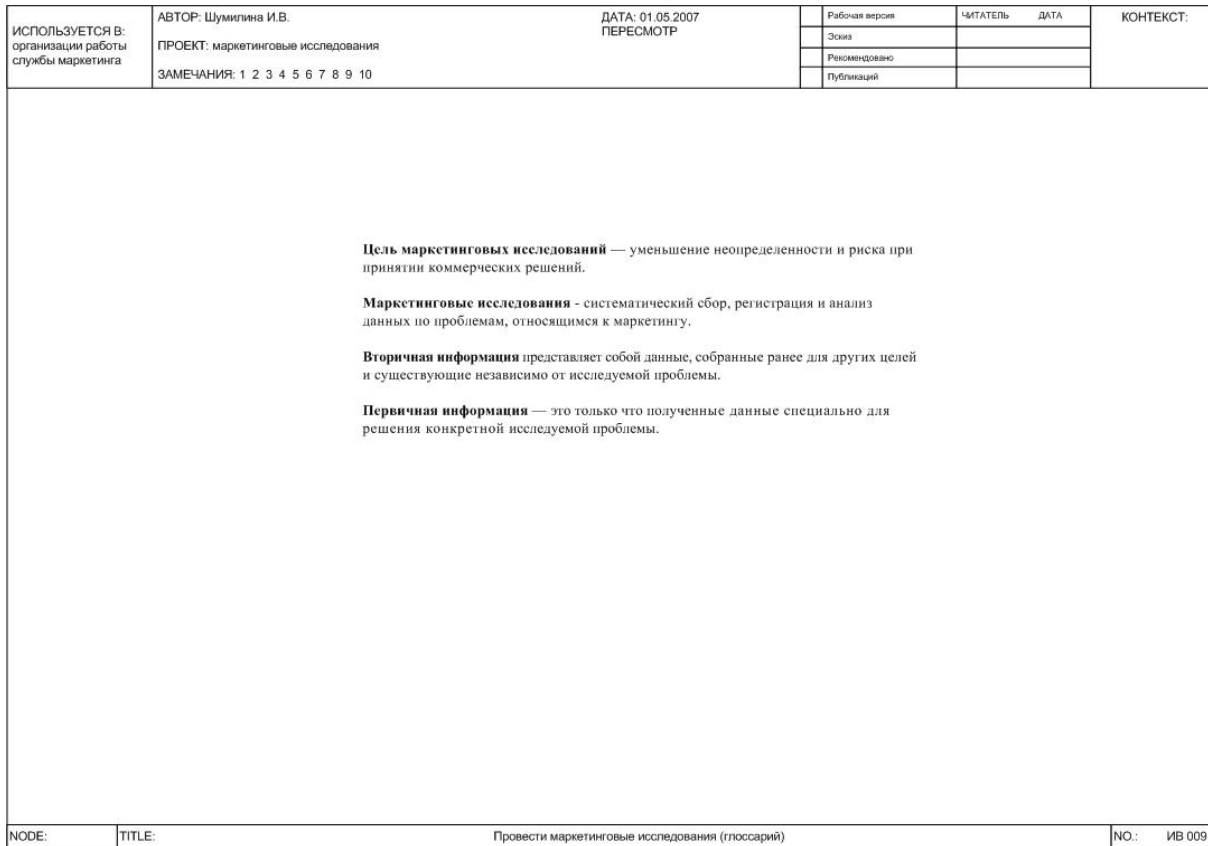 ИСПОЛЬЗУЕТСЯ В:
организации работы
службы маркетинга
АВТОР: Шумилина И.В.
ПРОЕКТ: маркетинговые исследования
ЗАМЕЧАНИЯ: 1 2 3 4 5 6 7 8 9 10
ДАТА: 01.05.2007
ПЕРЕСМОТР
Рабочая версия
Эскиз
Рекомендовано
Публикаций
ЧИТАТЕЛЬ ДАТА
КОНТЕКСТ:
Цель маркетинговых исследований — уменьшение неопределенности и риска при
принятии коммерческих решений.
Маркетинговые исследования - систематический сбор, регистрация и анализ
данных по проблемам, относящимся к маркетингу.
Вторичная информация представляет собой данные, собранные ранее для других целей
и существующие независимо от исследуемой проблемы.
Первичная информация — это только что полученные данные специально для
решения конкретной исследуемой проблемы.
NODE:
TITLE:
Провести маркетинговые исследования (глоссарий)
NO.: ИВ 009